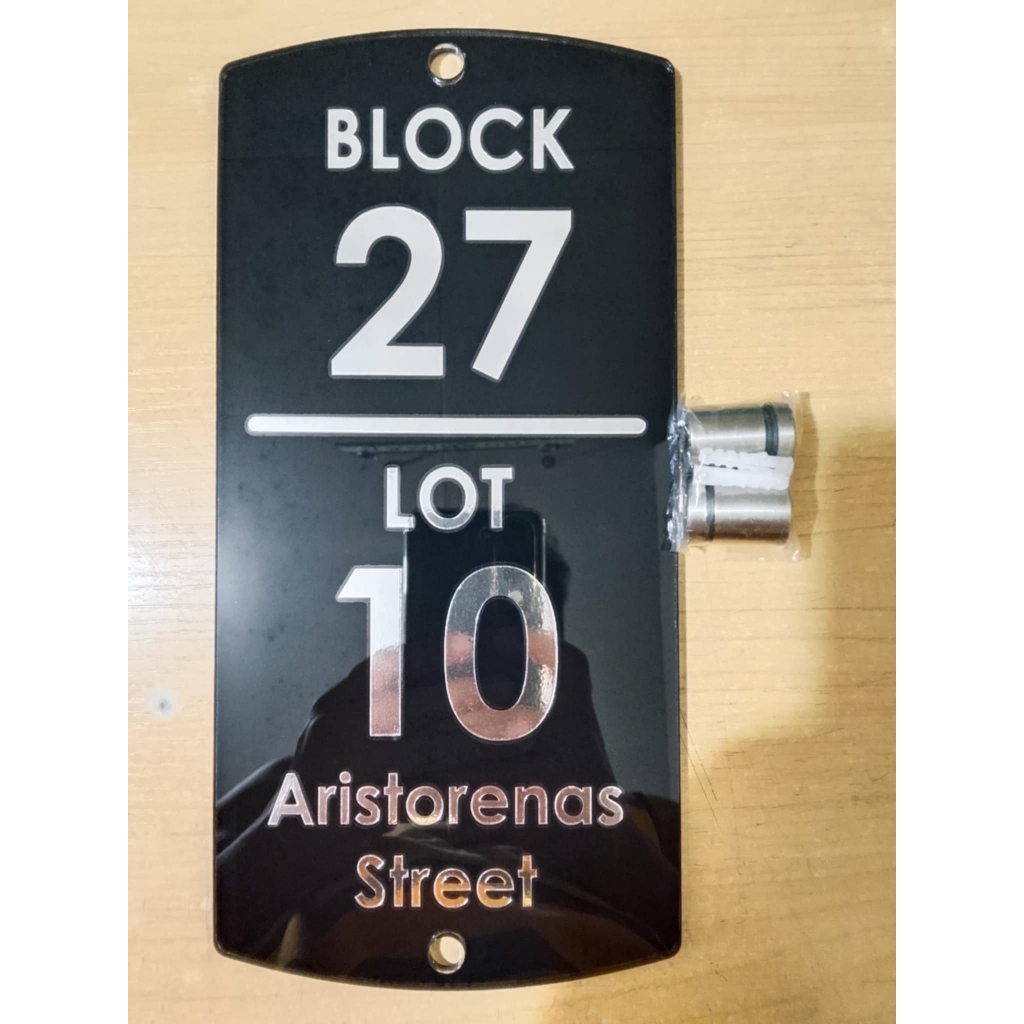 BLOCK
27
LOT
10
Aristorenas
Street